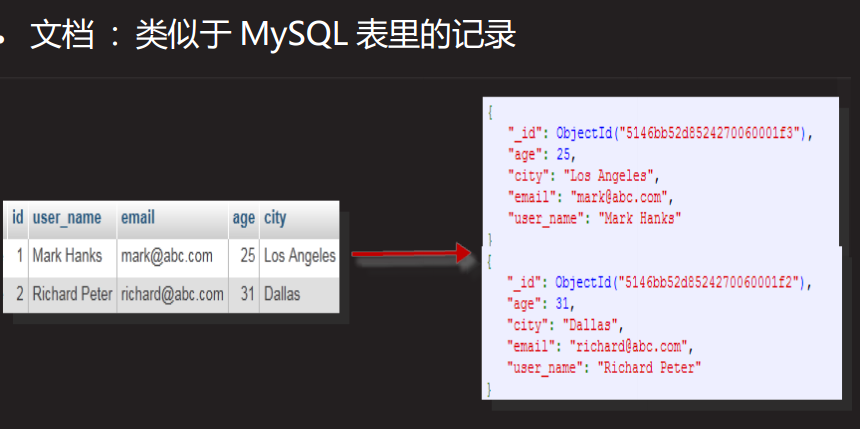 • 文档 : 类似于 MySQL 表里的记录
id user_name email age city
1 Mark Hanks mark@abc.com 25 Los Angeles
2 Richard Peter richard@abc.com 31 Dallas
{
"_id": ObjectId("5146bb52d8524270060001f3"),
"age": 25,
"city": "Los Angeles",
"email": "mark@abc.com",
"user_name": "Mark Hanks"
}
{
"_id": ObjectId("5146bb52d8524270060001f2"),
"age": 31,
"city": "Dallas",
"email": "richard@abc.com",
"user_name": "Richard Peter"
}